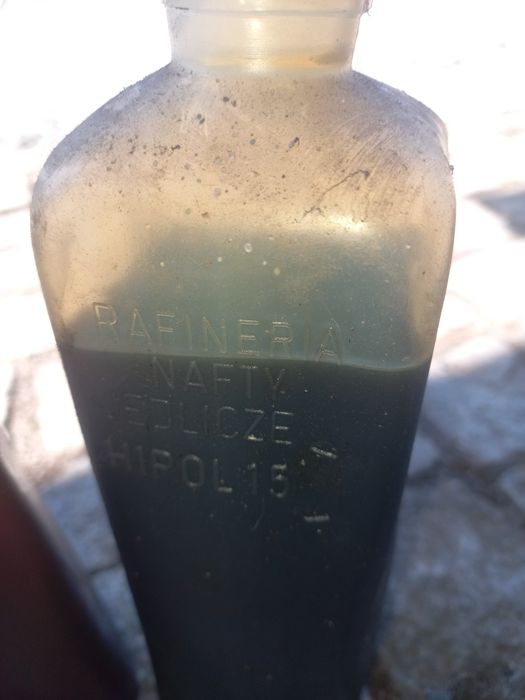 RAFINERIA
NAFTY
JEDLICZE
HIPOL 15